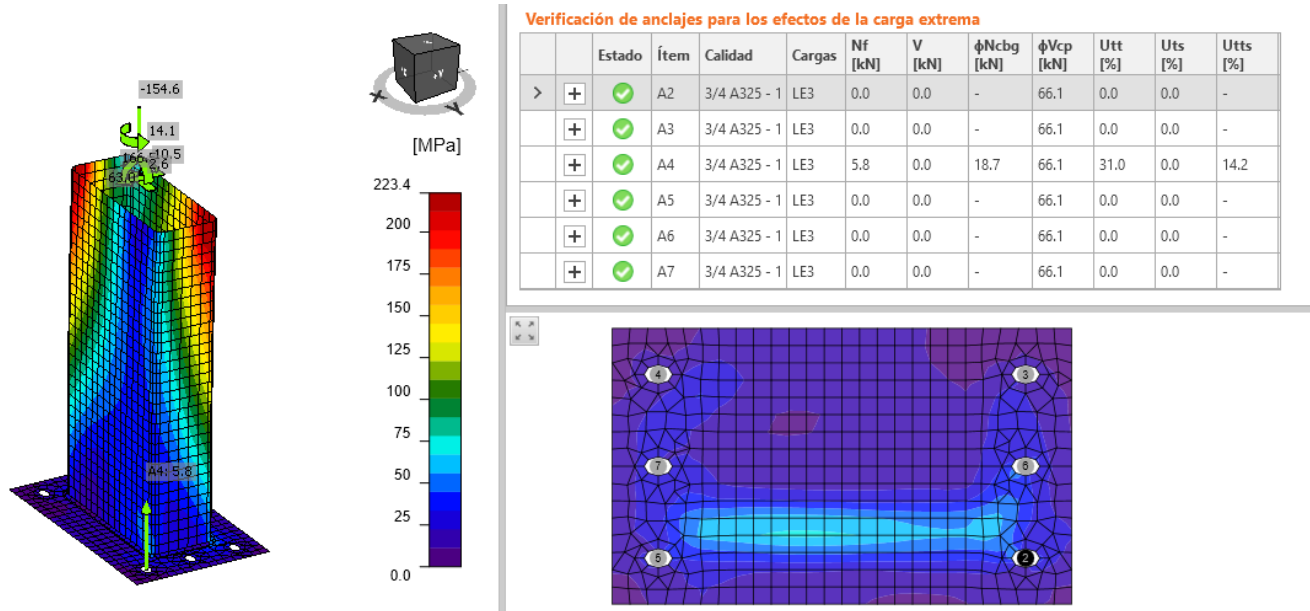 Verificación de anclajes para los efectos de la carga extrema
Estado Ítem Calidad Cargas Nf [kN] V [kN] ϕNcbg [kN] ϕVcp [kN] Utt [%] Uts [%] Utts [%]
> + A2 3/4 A325 - 1 LE3 0.0 0.0 - 66.1 0.0 0.0 -
+ A3 3/4 A325 - 1 LE3 0.0 0.0 - 66.1 0.0 0.0 -
+ A4 3/4 A325 - 1 LE3 5.8 0.0 18.7 66.1 31.0 0.0 14.2
+ A5 3/4 A325 - 1 LE3 0.0 0.0 - 66.1 0.0 0.0 -
+ A6 3/4 A325 - 1 LE3 0.0 0.0 - 66.1 0.0 0.0 -
+ A7 3/4 A325 - 1 LE3 0.0 0.0 - 66.1 0.0 0.0 -
-154.6
14.1
10.5
2.6
A4: 5.8
X
Y
[MPa]
223.4
200
175
150
125
100
75
50
25
0.0
4 3
7 6
5 2